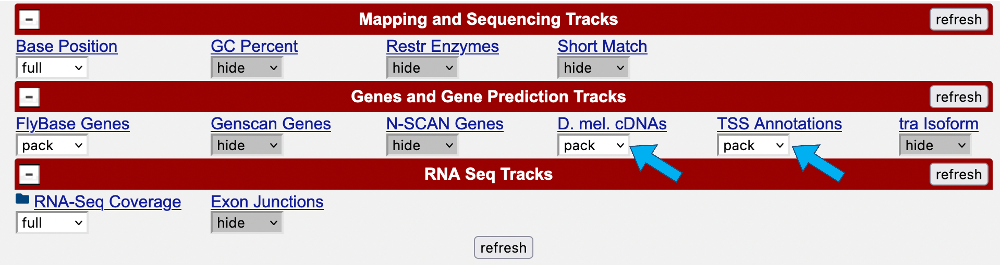 Mapping and Sequencing Tracks refresh
Base Position GC Percent Restr Enzymes Short Match
full hide hide hide
Genes and Gene Prediction Tracks refresh
FlyBase Genes Genscan Genes N-SCAN Genes D. mel. cDNAs TSS Annotations tra Isoform
pack hide hide pack pack hide
RNA Seq Tracks refresh
RNA-Seq Coverage Exon Junctions
full hide
refresh